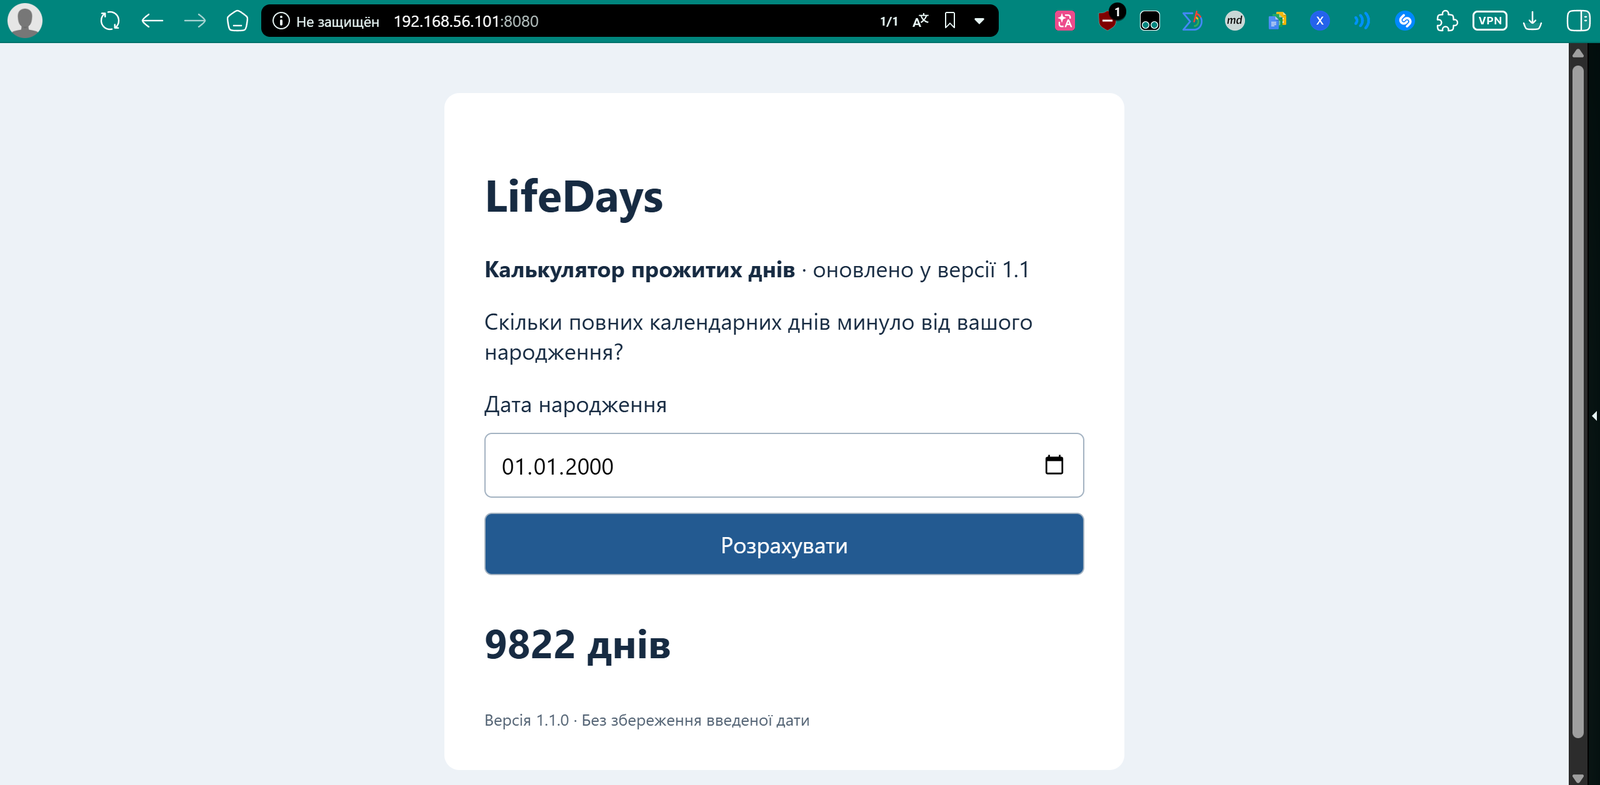 Не защищён 192.168.56.101:8080 1/1
1
md
X
VPN
LifeDays
Калькулятор прожитих днів · оновлено у версії 1.1
Скільки повних календарних днів минуло від вашого
народження?
Дата народження
01.01.2000
Розрахувати
9822 днів
Версія 1.1.0 · Без збереження введеної дати